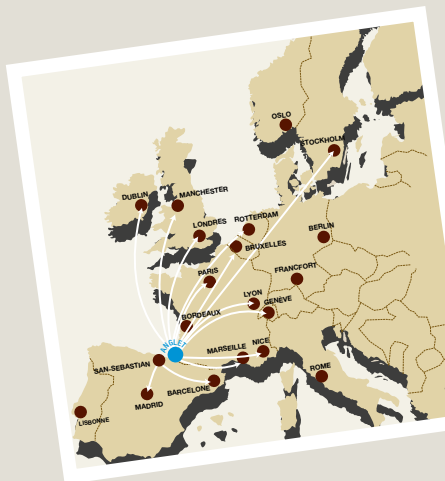 OSLO
STOCKHOLM
DUBLIN
MANCHESTER
LONDRES
ROTTERDAM
BRUXELLES
BERLIN
PARIS
FRANCFORT
LYON
GENÈVE
BORDEAUX
ANGLET
MARSEILLE
NICE
SAN-SEBASTIAN
BARCELONE
ROME
MADRID
LISBONNE